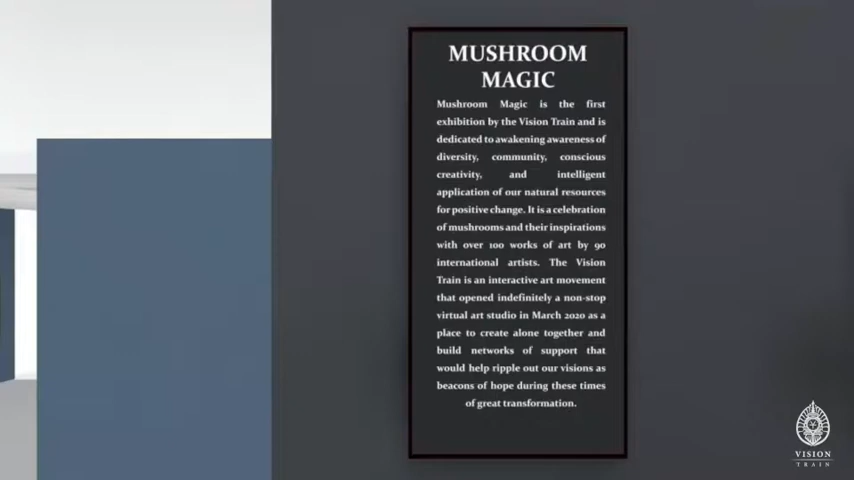 MUSHROOM
MAGIC
Mushroom Magic is the first
exhibition by the Vision Train and is
dedicated to awakening awareness of
diversity, community, conscious
creativity, and intelligent
application of our natural resources
for positive change. It is a celebration
of mushrooms and their inspirations
with over 100 works of art by 90
international artists. The Vision
Train is an interactive art movement
that opened indefinitely a non-stop
virtual art studio in March 2020 as a
place to create alone together and
build networks of support that
would help ripple out our visions as
beacons of hope during these times
of great transformation.
VISION
TRAIN